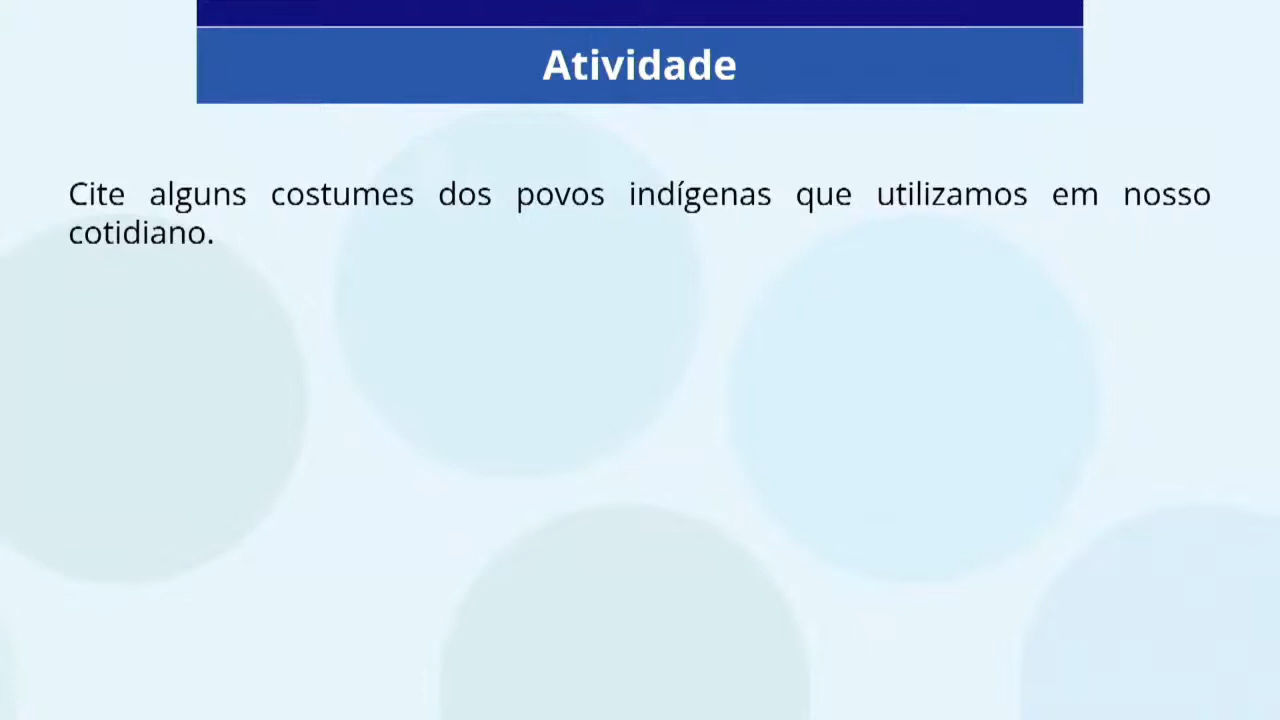 Atividade
Cite alguns costumes dos povos indígenas que utilizamos em nosso
cotidiano.